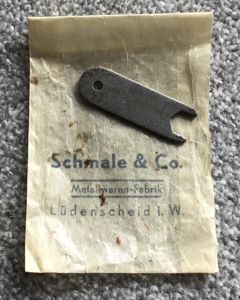 Schmale & Co.
Metallwaren-Fabrik
Lüdenscheid i. W.